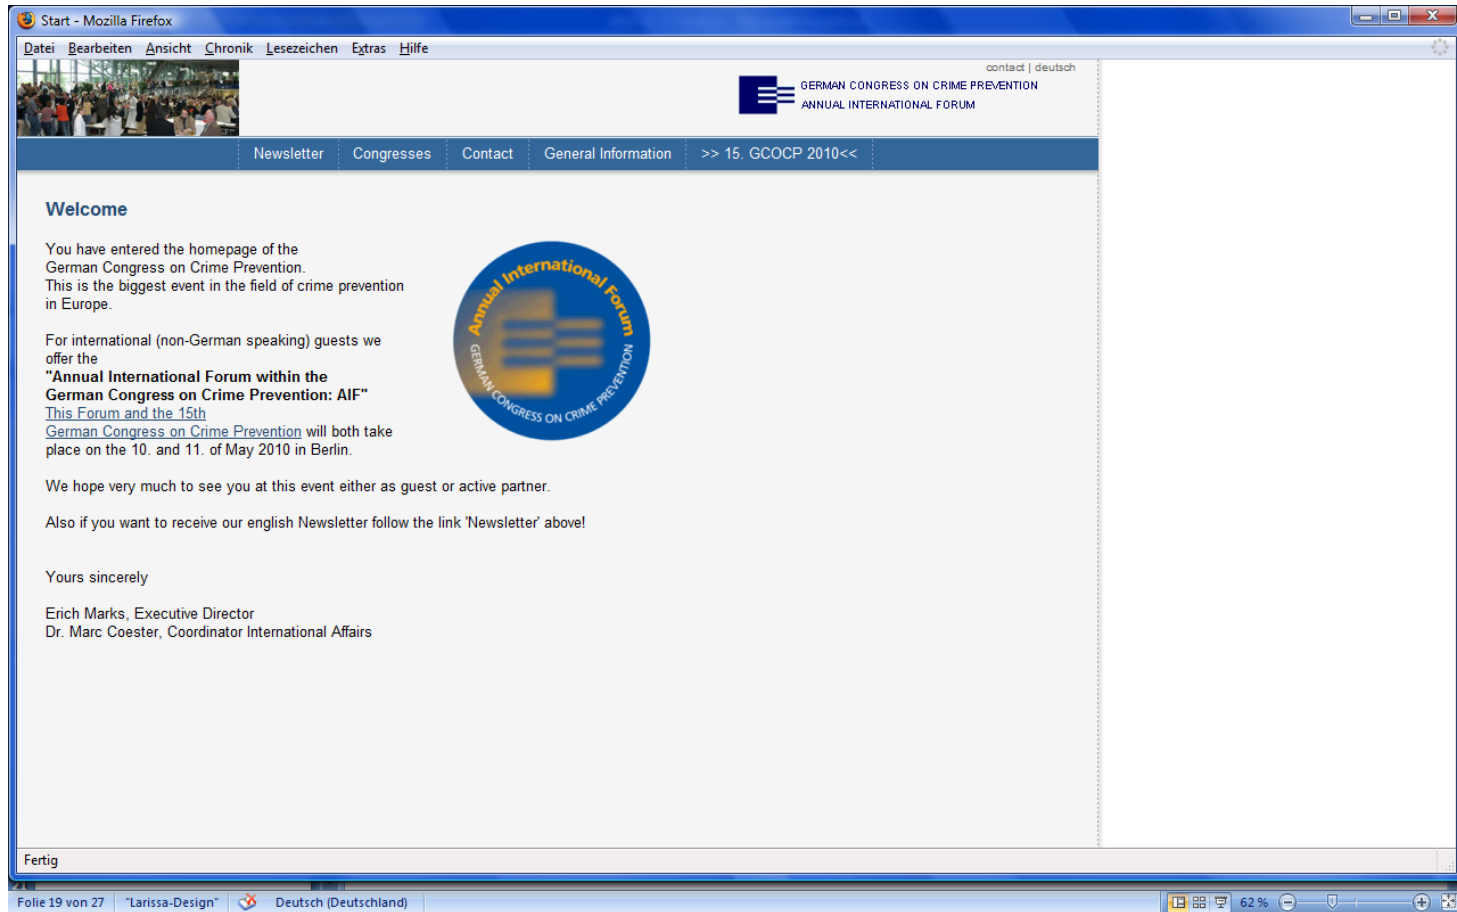 Start - Mozilla Firefox
Datei Bearbeiten Ansicht Chronik Lesezeichen Extras Hilfe
contact | deutsch
GERMAN CONGRESS ON CRIME PREVENTION
ANNUAL INTERNATIONAL FORUM
Newsletter Congresses Contact General Information >> 15. GCOCP 2010<<
Welcome
You have entered the homepage of the
German Congress on Crime Prevention.
This is the biggest event in the field of crime prevention
in Europe.
For international (non-German speaking) guests we
offer the
"Annual International Forum within the
German Congress on Crime Prevention: AIF"
This Forum and the 15th
German Congress on Crime Prevention will both take
place on the 10. and 11. of May 2010 in Berlin.
Annual International Forum
GERMAN CONGRESS ON CRIME PREVENTION
We hope very much to see you at this event either as guest or active partner.
Also if you want to receive our english Newsletter follow the link 'Newsletter' above!
Yours sincerely
Erich Marks, Executive Director
Dr. Marc Coester, Coordinator International Affairs
Fertig
Folie 19 von 27 "Larissa-Design" Deutsch (Deutschland) 62 %